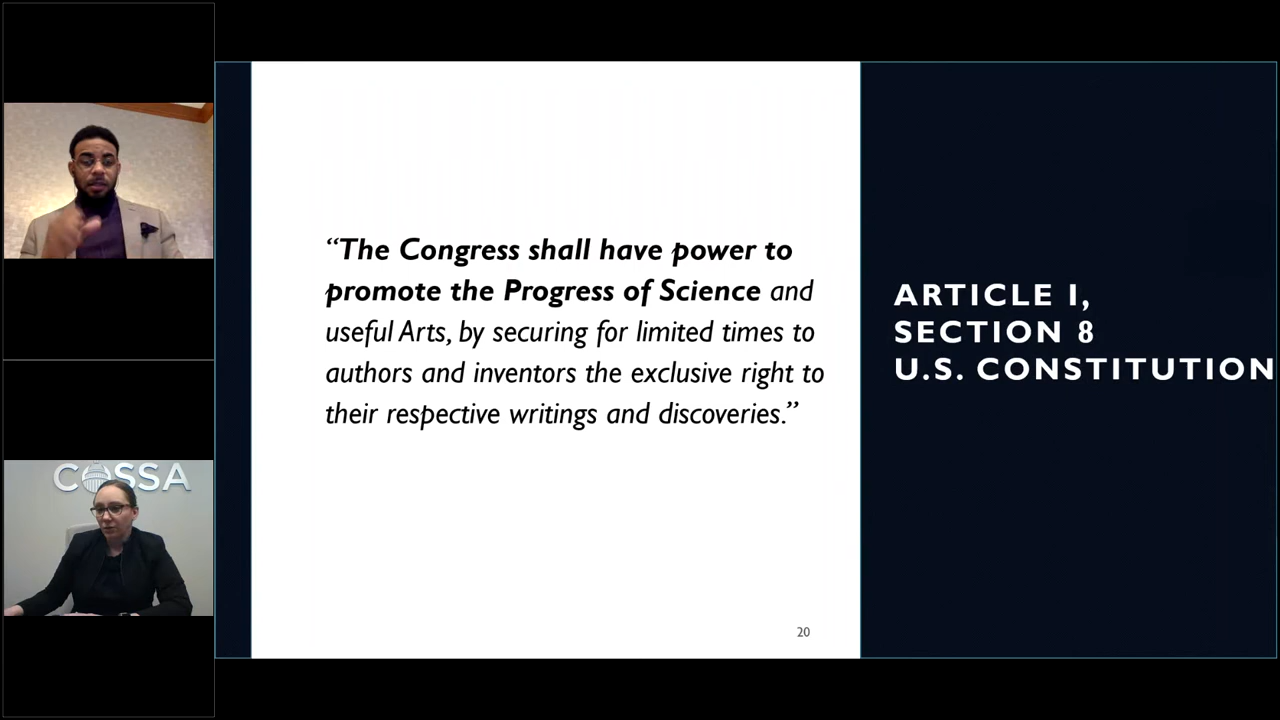 COSSA
“The Congress shall have power to
promote the Progress of Science and
useful Arts, by securing for limited times to
authors and inventors the exclusive right to
their respective writings and discoveries.”
20
ARTICLE I,
SECTION 8
U.S. CONSTITUTION